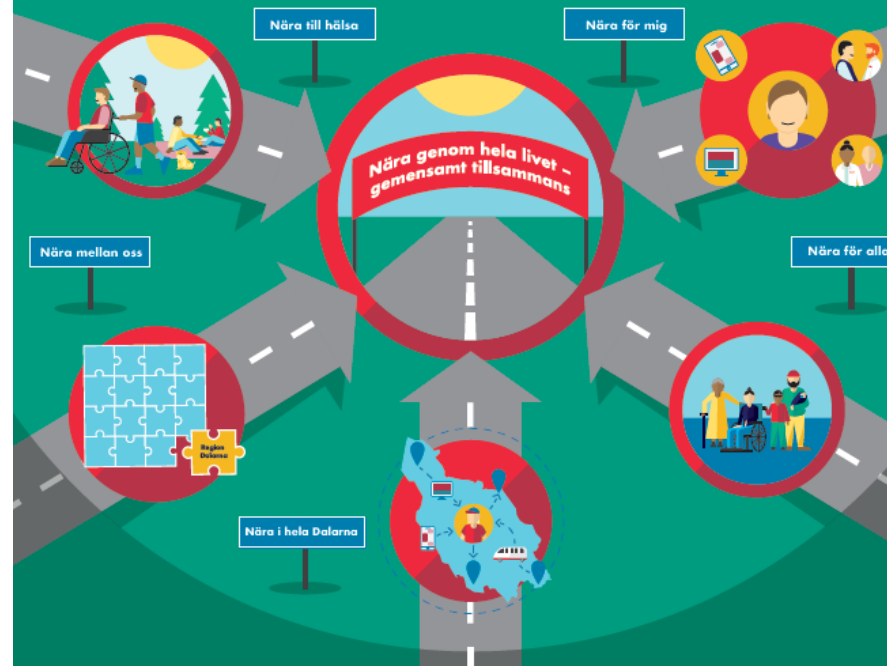 Nära till hälsa
Nära för mig
Nära genom hela livet –
gemensamt tillsammans
Nära mellan oss
Nära för alla
Region
Dalarna
Nära i hela Dalarna